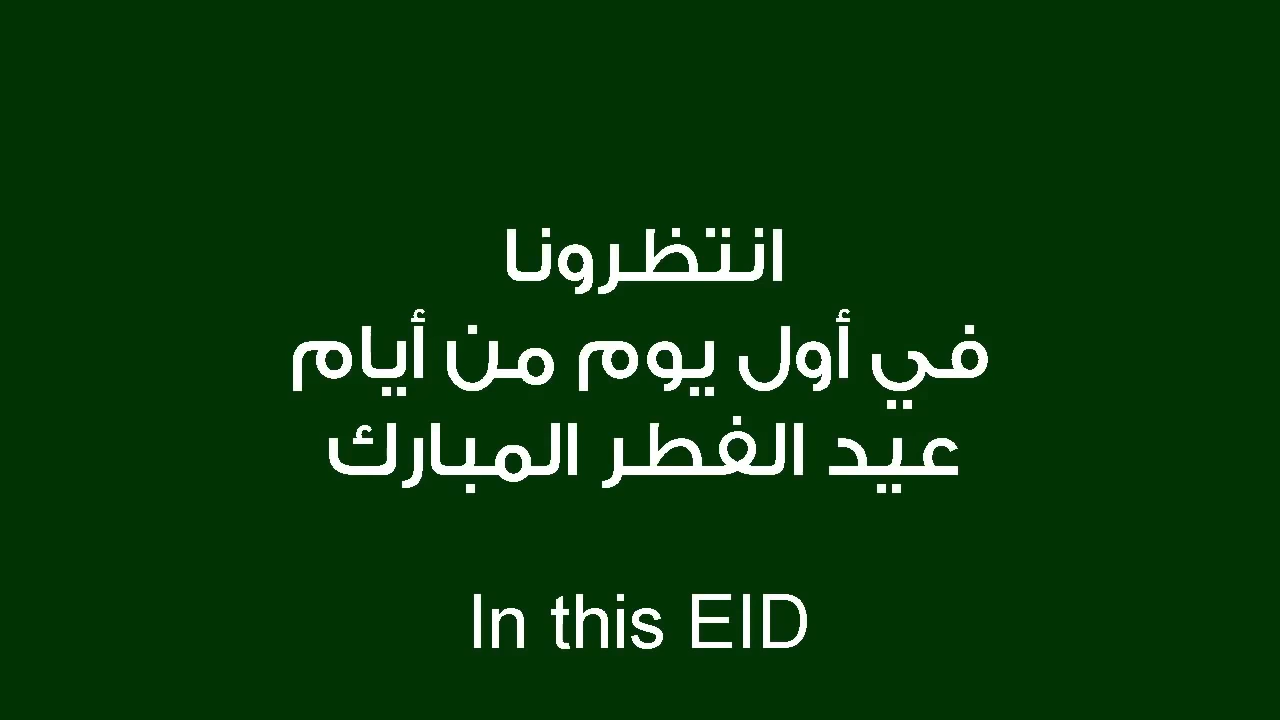 انتظرونا
في أول يوم من أيام
عيد الفطر المبارك
In this EID